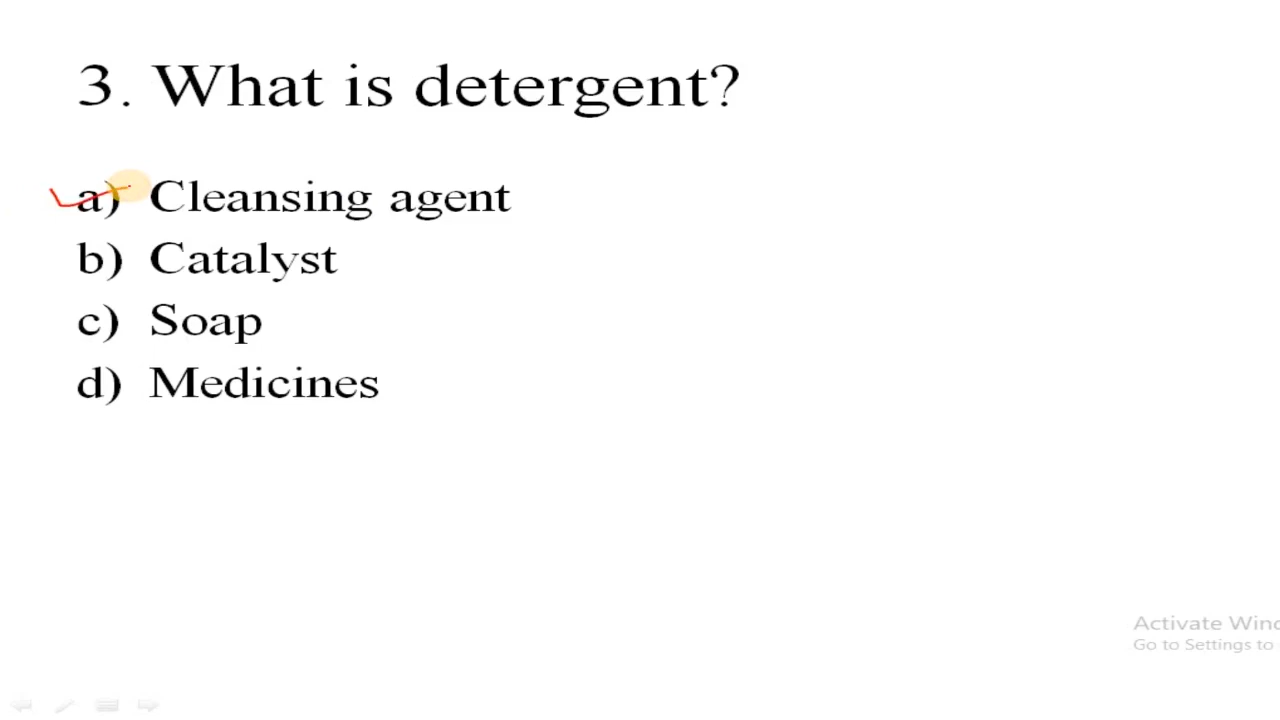 3. What is detergent?
a) Cleansing agent
b) Catalyst
c) Soap
d) Medicines
Activate Wind
Go to Settings to